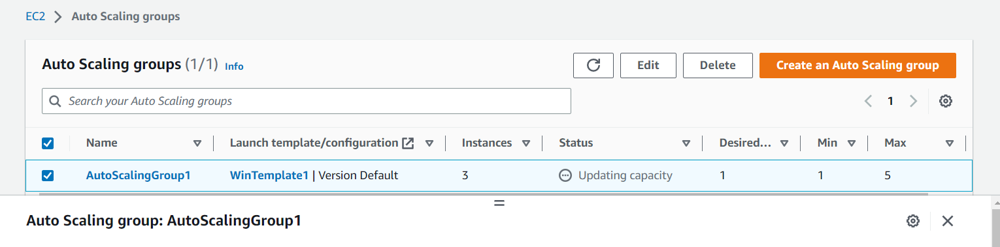 EC2 > Auto Scaling groups
Auto Scaling groups (1/1) Info
Edit
Delete
Create an Auto Scaling group
Search your Auto Scaling groups
1
Name Launch template/configuration Instances Status Desired... Min Max
AutoScalingGroup1 WinTemplate1 | Version Default 3 Updating capacity 1 1 5
Auto Scaling group: AutoScalingGroup1